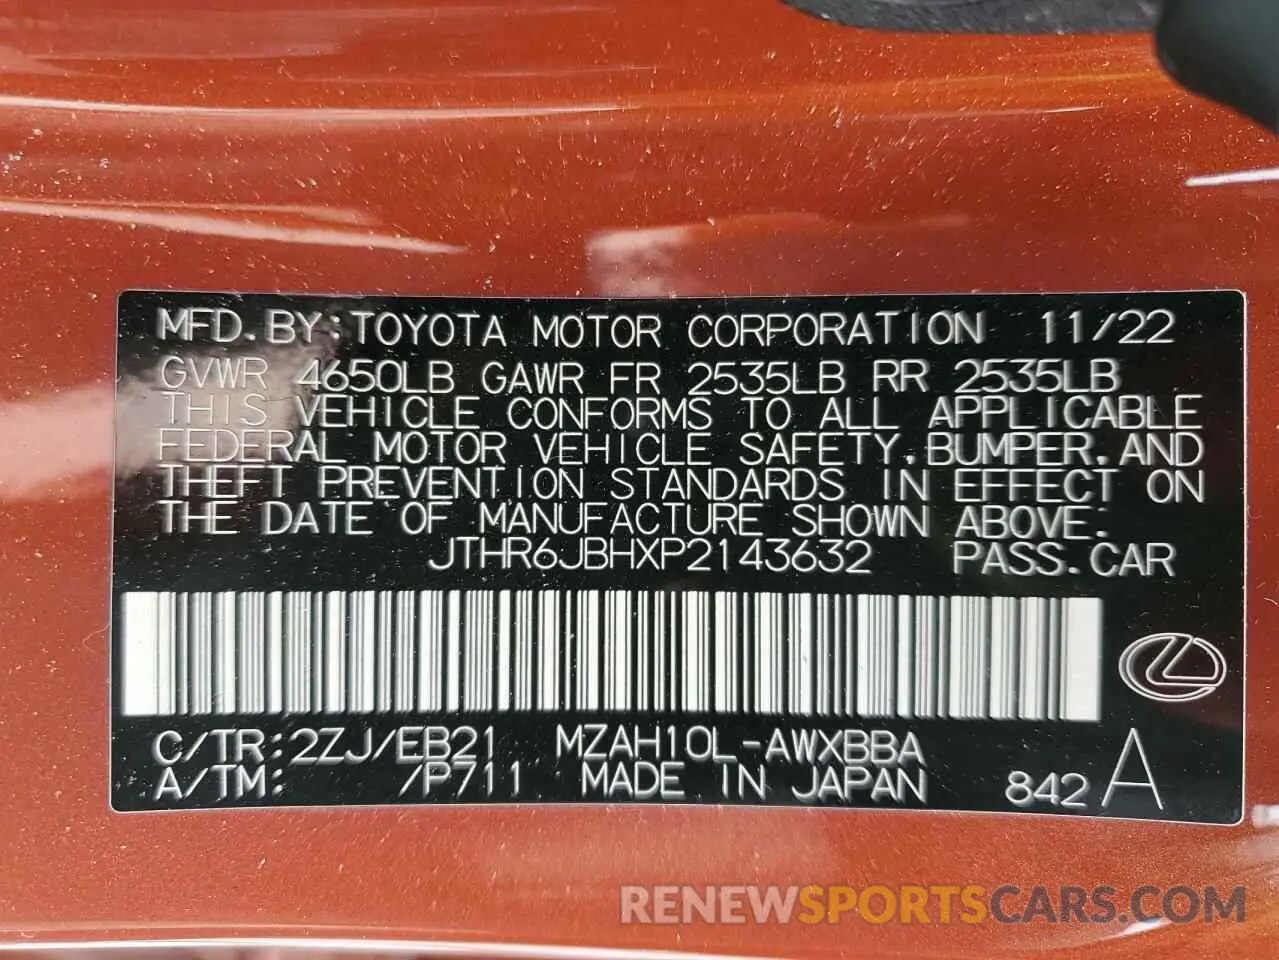 MFD.BY:TOYOTA MOTOR CORPORATION 11/22
GVWR 4650LB GAWR FR 2535LB RR 2535LB
THIS VEHICLE CONFORMS TO ALL APPLICABLE
FEDERAL MOTOR VEHICLE SAFETY,BUMPER,AND
THEFT PREVENTION STANDARDS IN EFFECT ON
THE DATE OF MANUFACTURE SHOWN ABOVE.
JTHR6JBHXP2143632 PASS.CAR
C/TR:2ZJ/EB21 MZAH10L-AWXBBA
A/TM: /P711 MADE IN JAPAN 842 A
RENEWSPORTSCARS.COM